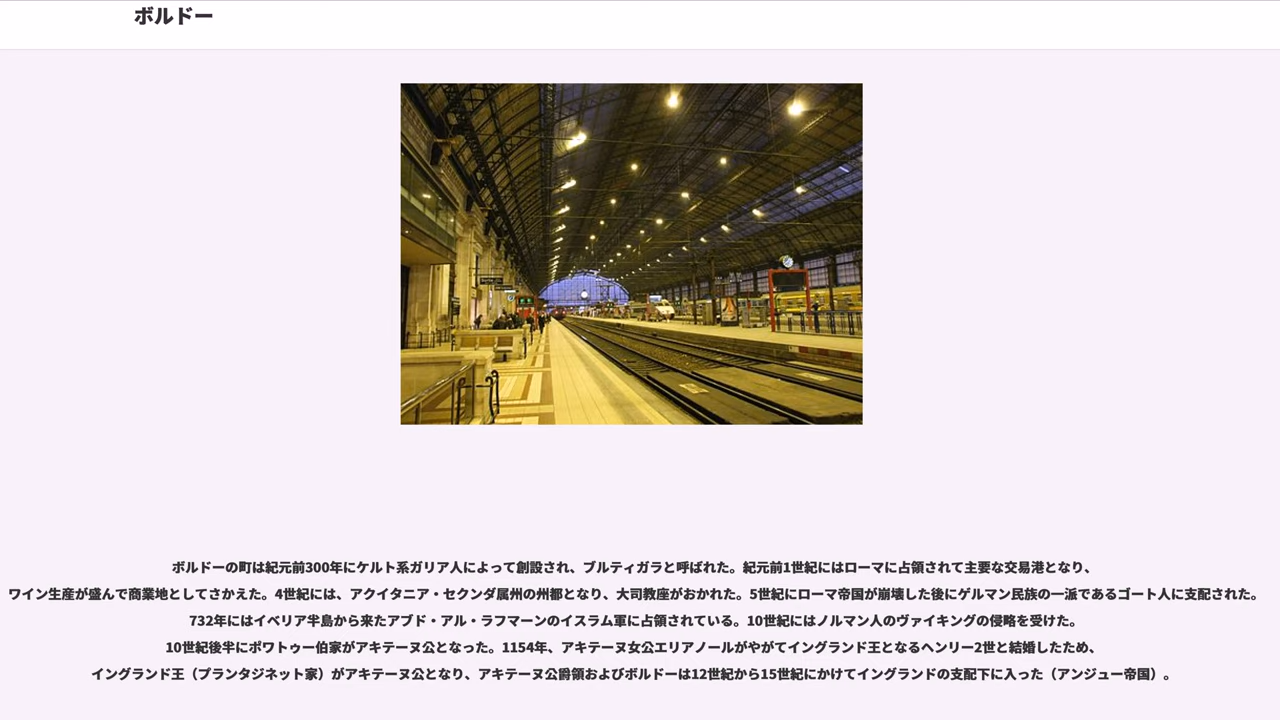 ボルドー
ボルドーの町は紀元前300年にケルト系ガリア人によって創設され、ブルティガラと呼ばれた。紀元前1世紀にはローマに占領されて主要な交易港となり、
ワイン生産が盛んで商業地としてさかえた。4世紀には、アクイタニア・セクンダ属州の州都となり、大司教座がおかれた。5世紀にローマ帝国が崩壊した後にゲルマン民族の一派であるゴート人に支配された。
732年にはイベリア半島から来たアブド・アル・ラフマーンのイスラム軍に占領されている。10世紀にはノルマン人のヴァイキングの侵略を受けた。
10世紀後半にポワトゥー伯家がアキテーヌ公となった。1154年、アキテーヌ女公エリアノールがやがてイングランド王となるヘンリー2世と結婚したため、
イングランド王（プランタジネット家）がアキテーヌ公となり、アキテーヌ公爵領およびボルドーは12世紀から15世紀にかけてイングランドの支配下に入った（アンジュー帝国）。